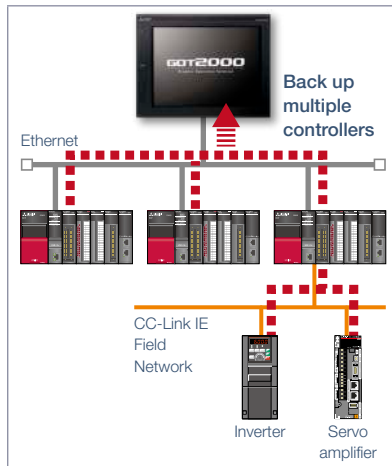 GOT2000
Back up
multiple
controllers
Ethernet
CC-Link IE
Field
Network
Inverter
Servo
amplifier